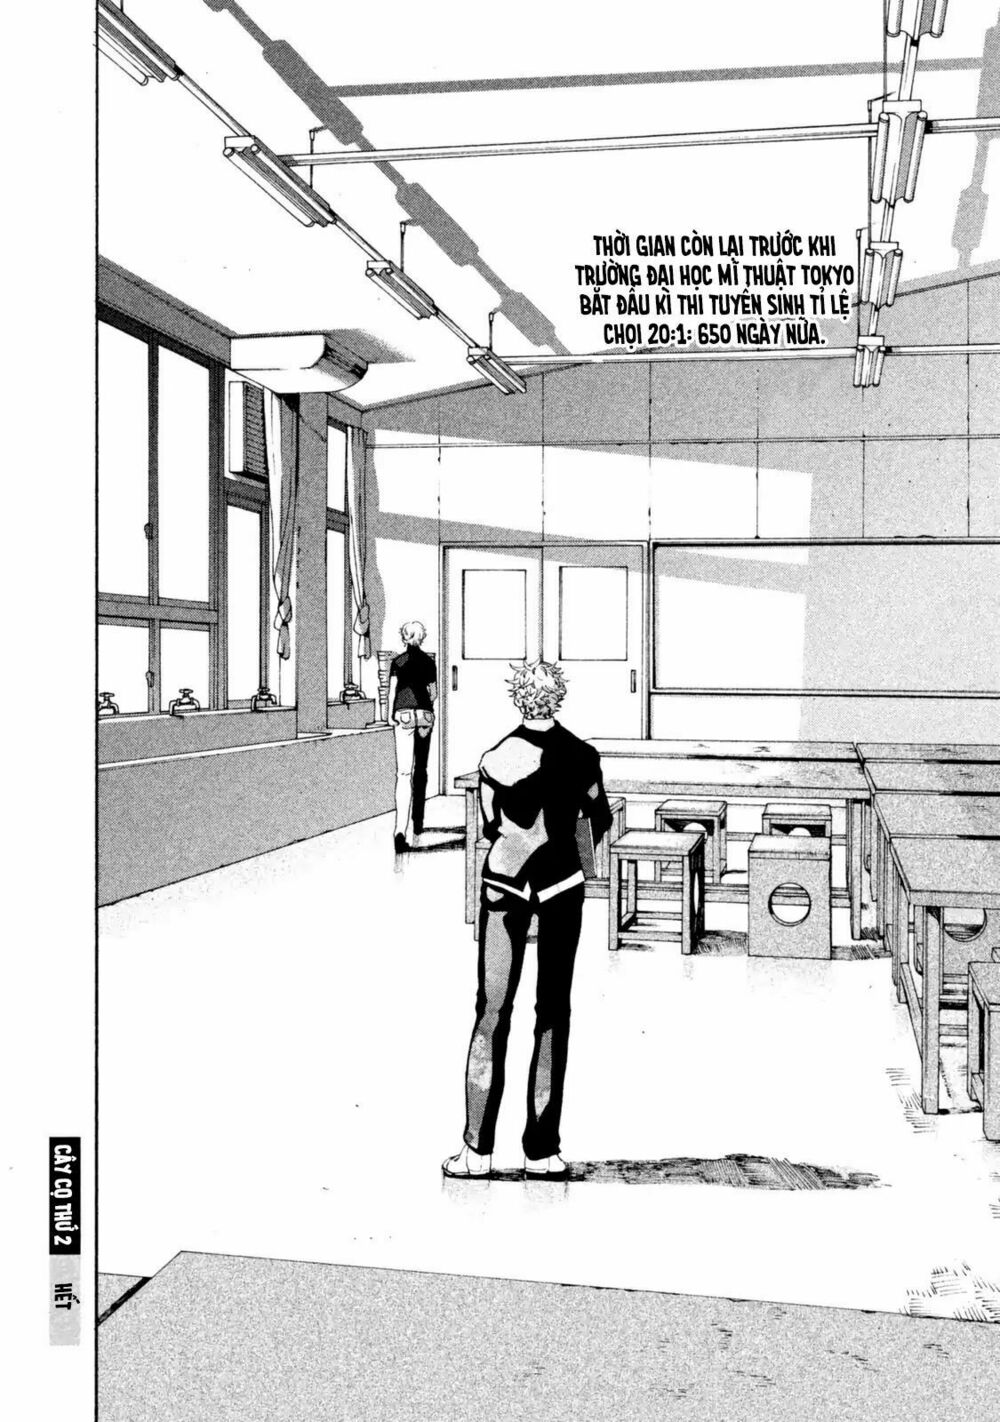 THỜI GIAN CÒN LẠI TRƯỚC KHI
TRƯỜNG ĐẠI HỌC MĨ THUẬT TOKYO
BẮT ĐẦU KÌ THI TUYỂN SINH TỈ LỆ
CHỌI 20:1: 650 NGÀY NỮA.
CÂY CỌ THỨ 2
HẾT